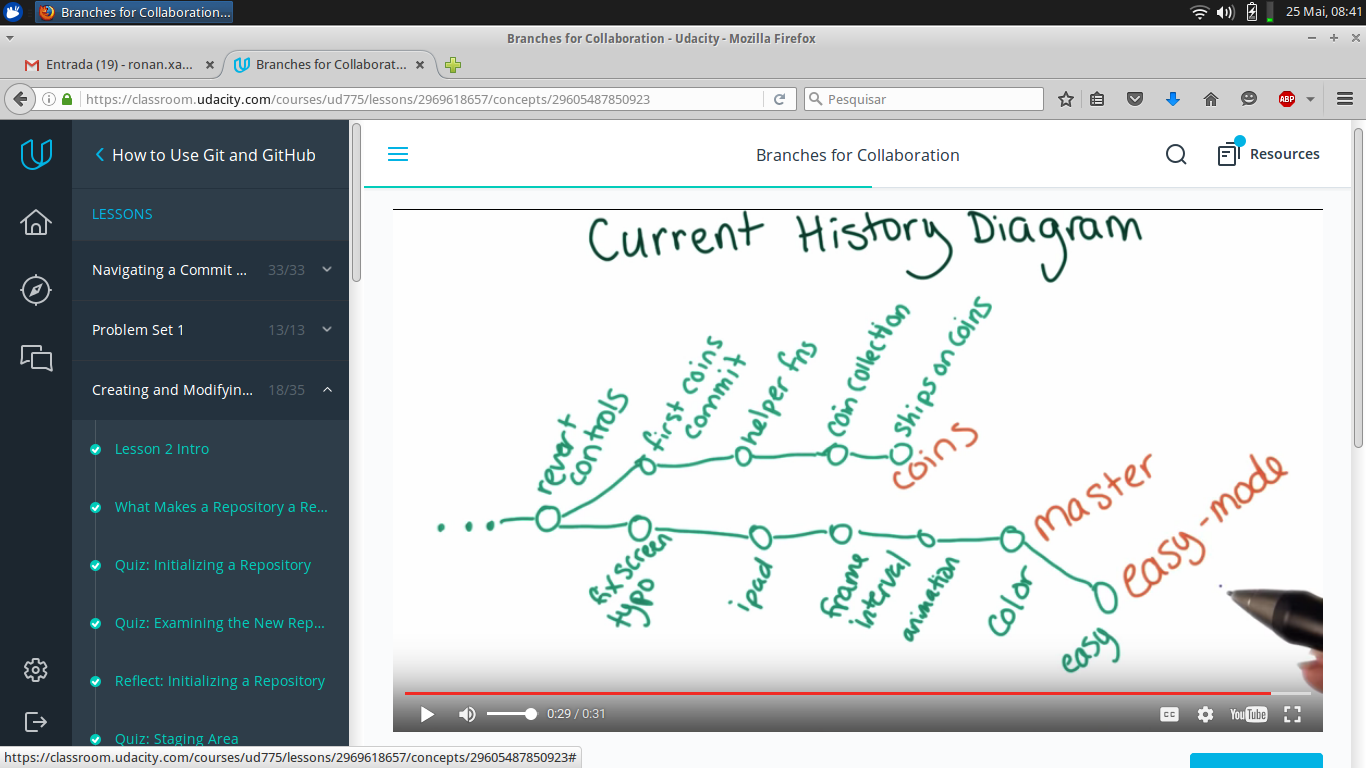 Branches for Collaboration...
25 Mai, 08:41
Branches for Collaboration - Udacity - Mozilla Firefox
Entrada (19) - ronan.xa...
Branches for Collaborat...
https://classroom.udacity.com/courses/ud775/lessons/2969618657/concepts/29605487850923
Pesquisar
ABP
How to Use Git and GitHub
Branches for Collaboration
Resources
LESSONS
Navigating a Commit ... 33/33
Problem Set 1 13/13
Creating and Modifyin... 18/35
Lesson 2 Intro
What Makes a Repository a Re...
Quiz: Initializing a Repository
Quiz: Examining the New Rep...
Reflect: Initializing a Repository
Quiz: Staging Area
Current History Diagram
revert
controls
first coins
commit
helper fns
coin collection
ships on coins
coins
fix screen
typo
ipad
frame
interval
animation
color
master
easy
easy-mode
0:29 / 0:31
CC
YouTube
https://classroom.udacity.com/courses/ud775/lessons/2969618657/concepts/29605487850923#